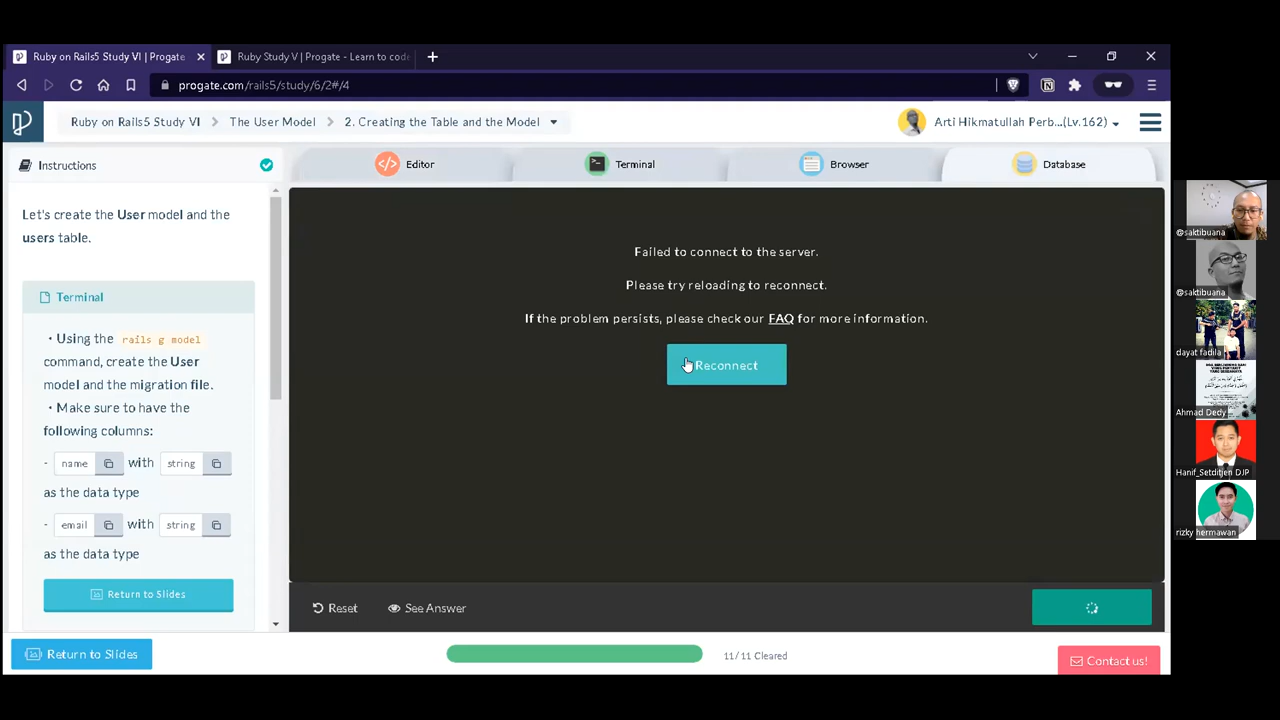 Ruby on Rails5 Study VI | Progate
Ruby Study V | Progate - Learn to code
progate.com/rails5/study/6/2#/4
Ruby on Rails5 Study VI
The User Model
2. Creating the Table and the Model
Arti Hikmatullah Perb...(Lv.162)
Instructions
Editor
Terminal
Browser
Database
Let's create the User model and the
users table.
Terminal
・Using the rails g model
command, create the User
model and the migration file.
・Make sure to have the
following columns:
- name with string
as the data type
- email with string
as the data type
Return to Slides
Failed to connect to the server.
Please try reloading to reconnect.
If the problem persists, please check our FAQ for more information.
Reconnect
Reset
See Answer
Return to Slides
11/11 Cleared
Contact us!
@saktibuana
@saktibuana
dayat fadila
Ahmad Dedy
Hanif_Setditjen DJP
rizky hermawan